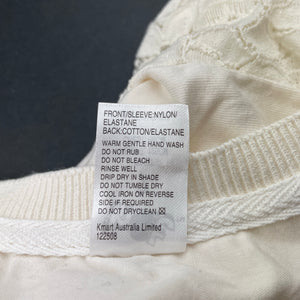 FRONT/SLEEVE:NYLON/
ELASTANE
BACK:COTTON/ELASTANE
WARM GENTLE HAND WASH
DO NOT RUB
DO NOT BLEACH
RINSE WELL
DRIP DRY IN SHADE
DO NOT TUMBLE DRY
COOL IRON ON REVERSE
SIDE IF REQUIRED
DO NOT DRYCLEAN
Kmart Australia Limited
122508